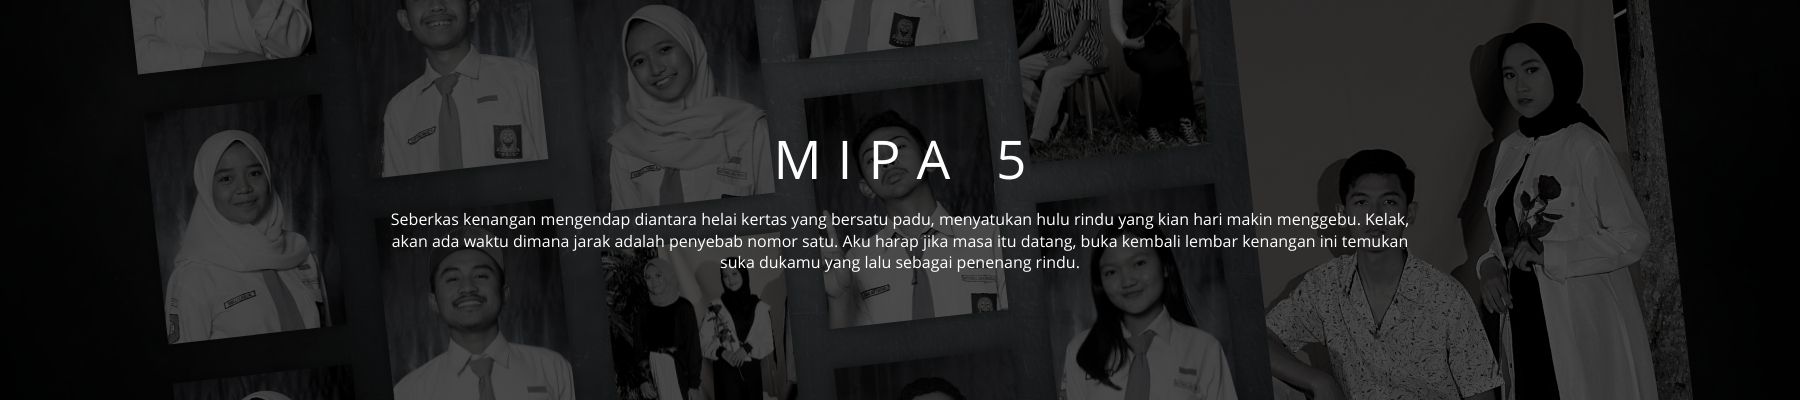 MIPA 5
Seberkas kenangan mengendap diantara helai kertas yang bersatu padu, menyatukan hulu rindu yang kian hari makin menggebu. Kelak,
akan ada waktu dimana jarak adalah penyebab nomor satu. Aku harap jika masa itu datang, buka kembali lembar kenangan ini temukan
suka dukamu yang lalu sebagai penenang rindu.